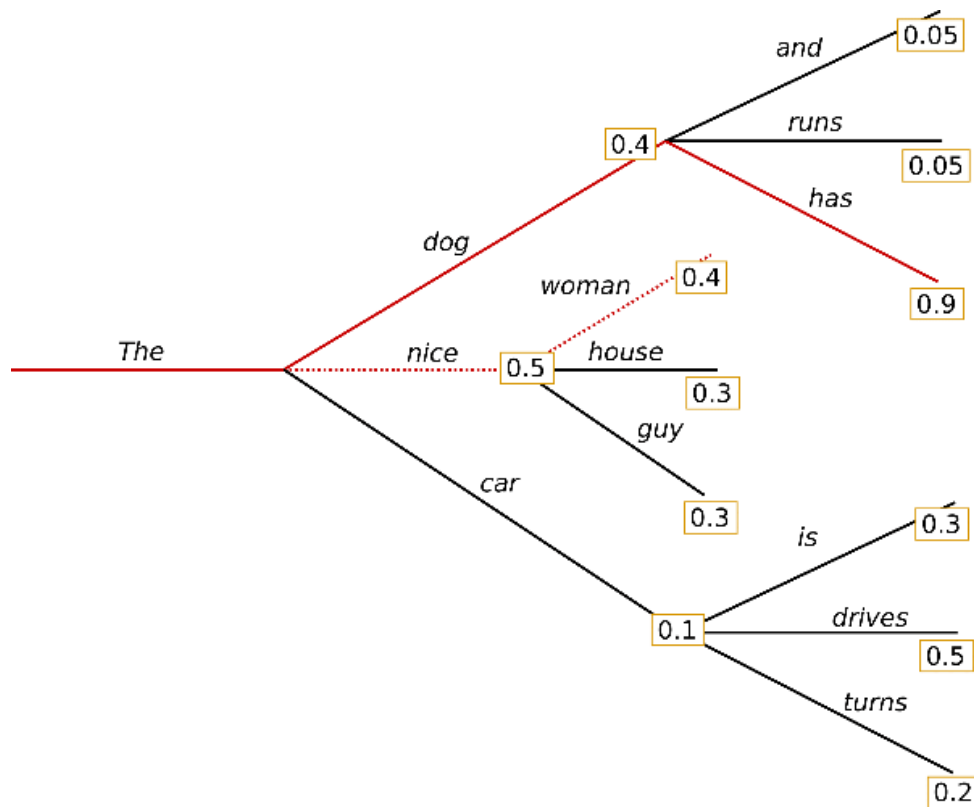 0.05
and
runs
0.4
0.05
has
dog
woman
0.4
0.9
The
nice
house
0.5
0.3
guy
car
0.3
is
0.3
drives
0.1
0.5
turns
0.2